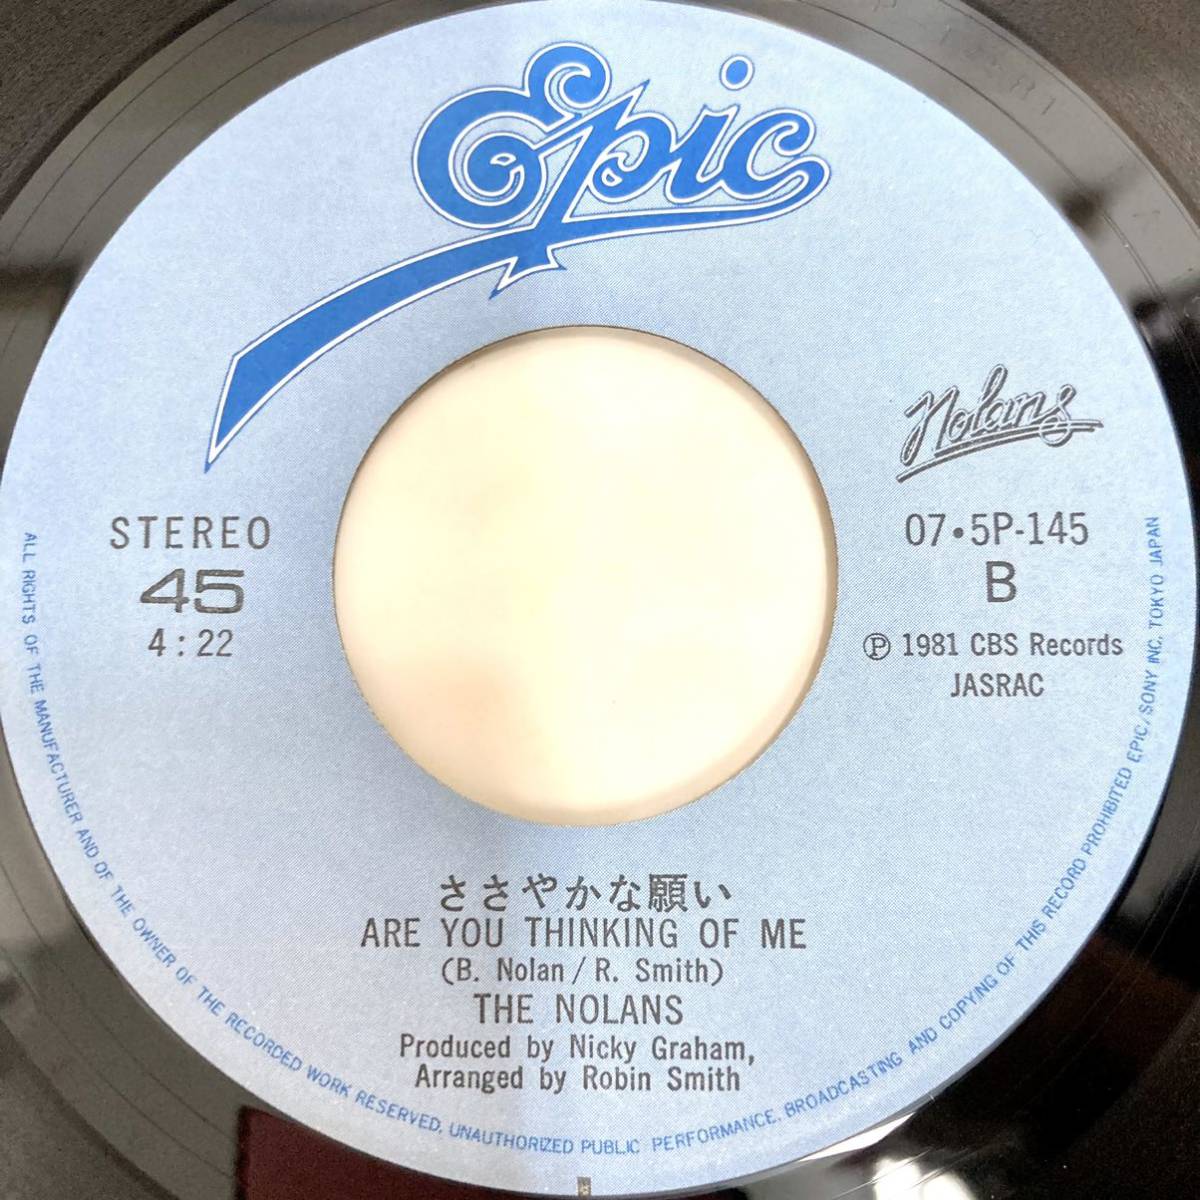 Epic
Nolans
STEREO
45
4:22
07・5P-145
B
Ⓟ 1981 CBS Records
JASRAC
ささやかな願い
ARE YOU THINKING OF ME
(B. Nolan / R. Smith)
THE NOLANS
Produced by Nicky Graham,
Arranged by Robin Smith
ALL RIGHTS OF THE MANUFACTURER AND OF THE OWNER OF THE RECORDED WORK RESERVED. UNAUTHORIZED PUBLIC PERFORMANCE, BROADCASTING AND COPYING OF THIS RECORD PROHIBITED EPIC/SONY INC. TOKYO JAPAN